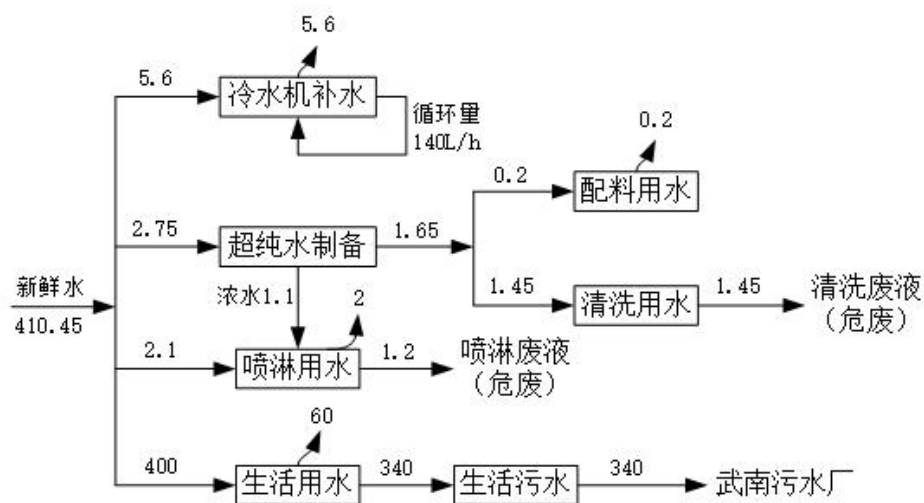 5.6
5.6
冷水机补水
循环量
140L/h
0.2
0.2
配料用水
2.75
超纯水制备
1.65
新鲜水
410.45
浓水1.1
2
1.45
清洗用水
1.45
清洗废液
（危废）
2.1
喷淋用水
1.2
喷淋废液
（危废）
60
400
生活用水
340
生活污水
340
武南污水厂